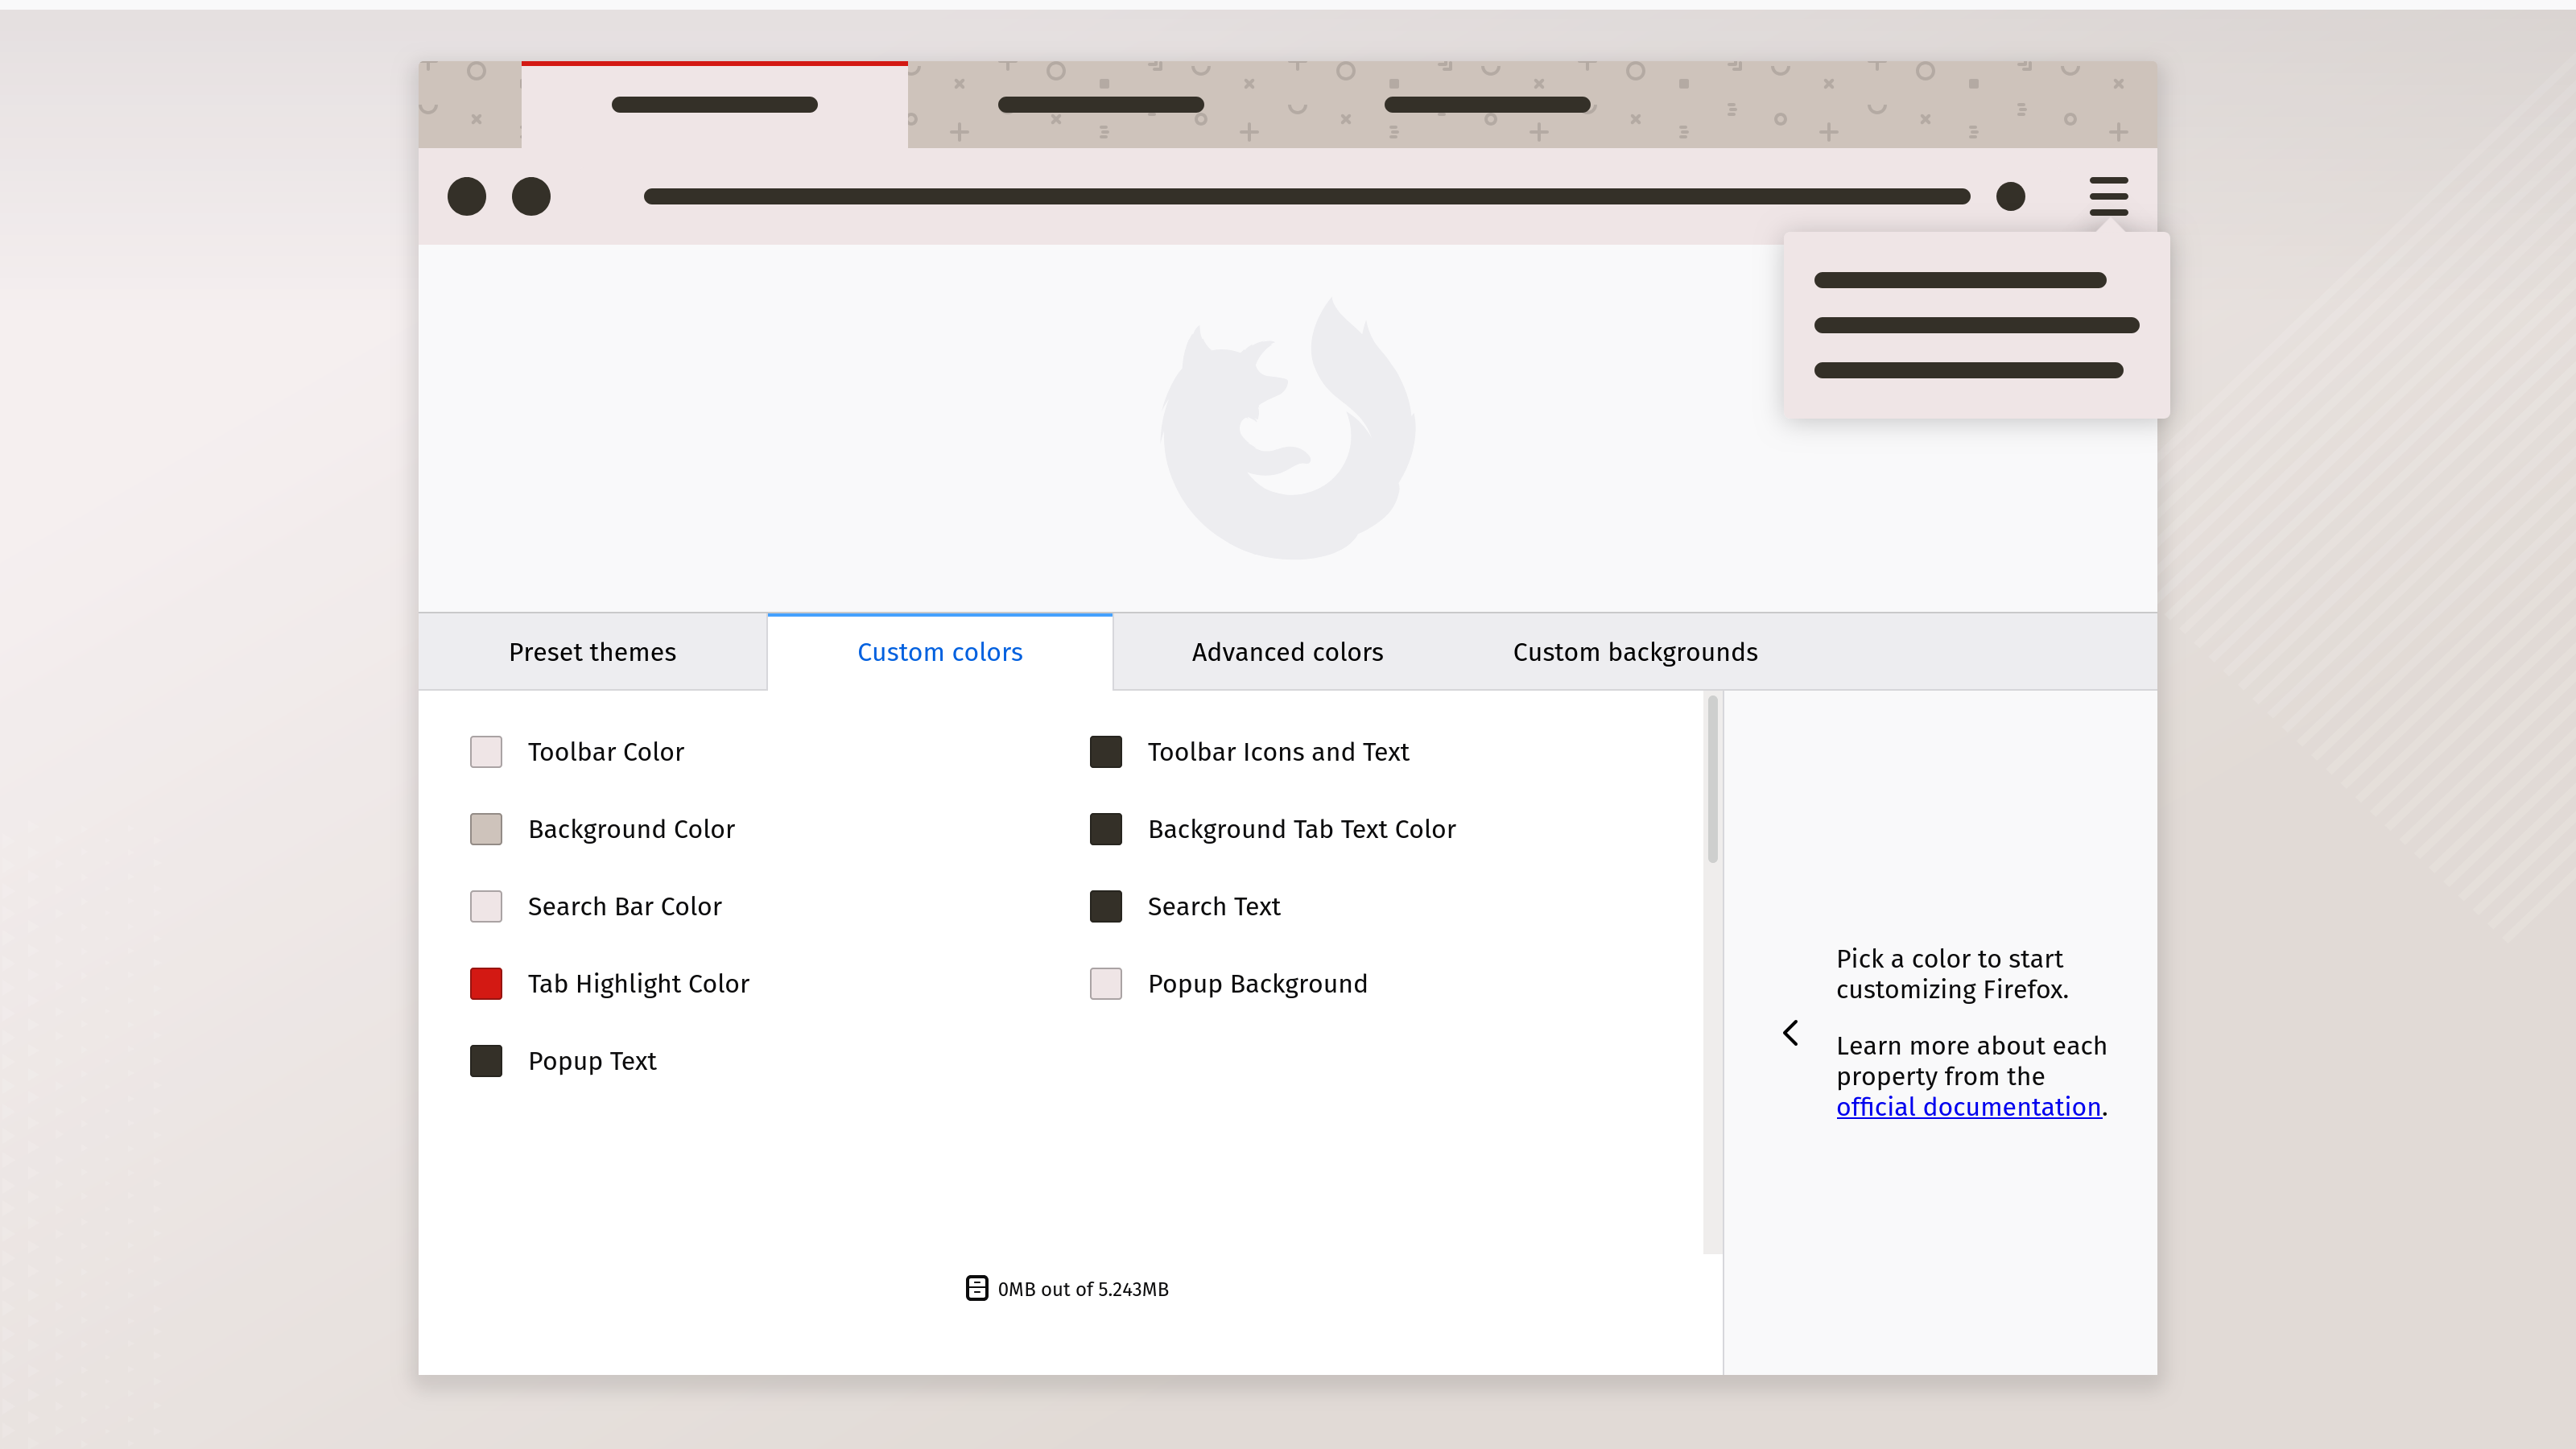 Preset themes
Custom colors
Advanced colors
Custom backgrounds
Toolbar Color
Toolbar Icons and Text
Background Color
Background Tab Text Color
Search Bar Color
Search Text
Tab Highlight Color
Popup Background
Popup Text
0MB out of 5.243MB
Pick a color to start
customizing Firefox.
Learn more about each
property from the
official documentation.